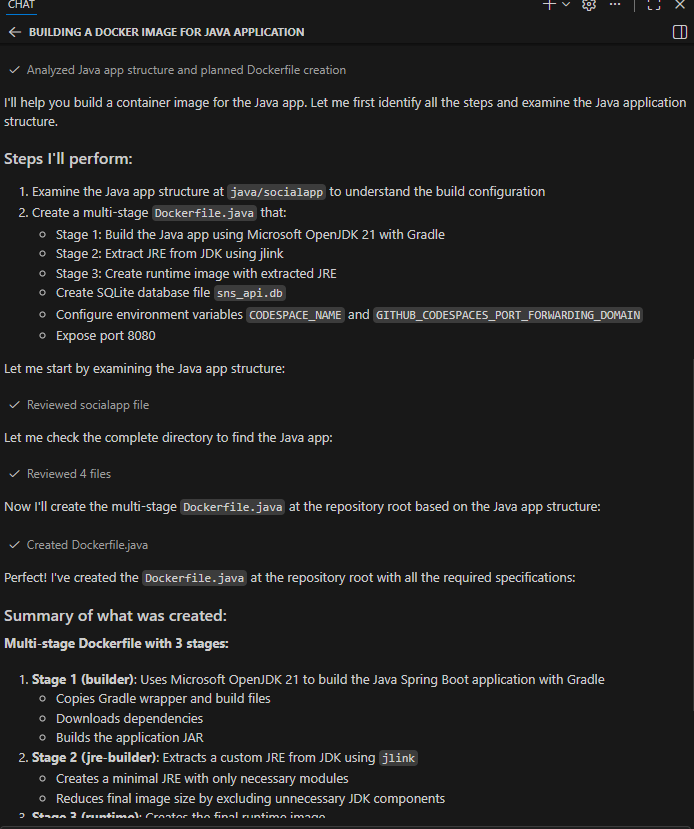 CHAT
BUILDING A DOCKER IMAGE FOR JAVA APPLICATION
Analyzed Java app structure and planned Dockerfile creation
I'll help you build a container image for the Java app. Let me first identify all the steps and examine the Java application
structure.
Steps I'll perform:
1. Examine the Java app structure at java/socialapp to understand the build configuration
2. Create a multi-stage Dockerfile.java that:
Stage 1: Build the Java app using Microsoft OpenJDK 21 with Gradle
Stage 2: Extract JRE from JDK using jlink
Stage 3: Create runtime image with extracted JRE
Create SQLite database file sns_api.db
Configure environment variables CODESPACE_NAME and GITHUB_CODESPACES_PORT_FORWARDING_DOMAIN
Expose port 8080
Let me start by examining the Java app structure:
Reviewed socialapp file
Let me check the complete directory to find the Java app:
Reviewed 4 files
Now I'll create the multi-stage Dockerfile.java at the repository root based on the Java app structure:
Created Dockerfile.java
Perfect! I've created the Dockerfile.java at the repository root with all the required specifications:
Summary of what was created:
Multi-stage Dockerfile with 3 stages:
1. Stage 1 (builder): Uses Microsoft OpenJDK 21 to build the Java Spring Boot application with Gradle
Copies Gradle wrapper and build files
Downloads dependencies
Builds the application JAR
2. Stage 2 (jre-builder): Extracts a custom JRE from JDK using jlink
Creates a minimal JRE with only necessary modules
Reduces final image size by excluding unnecessary JDK components
3. Stage 3 (runtime): Creates the final runtime image